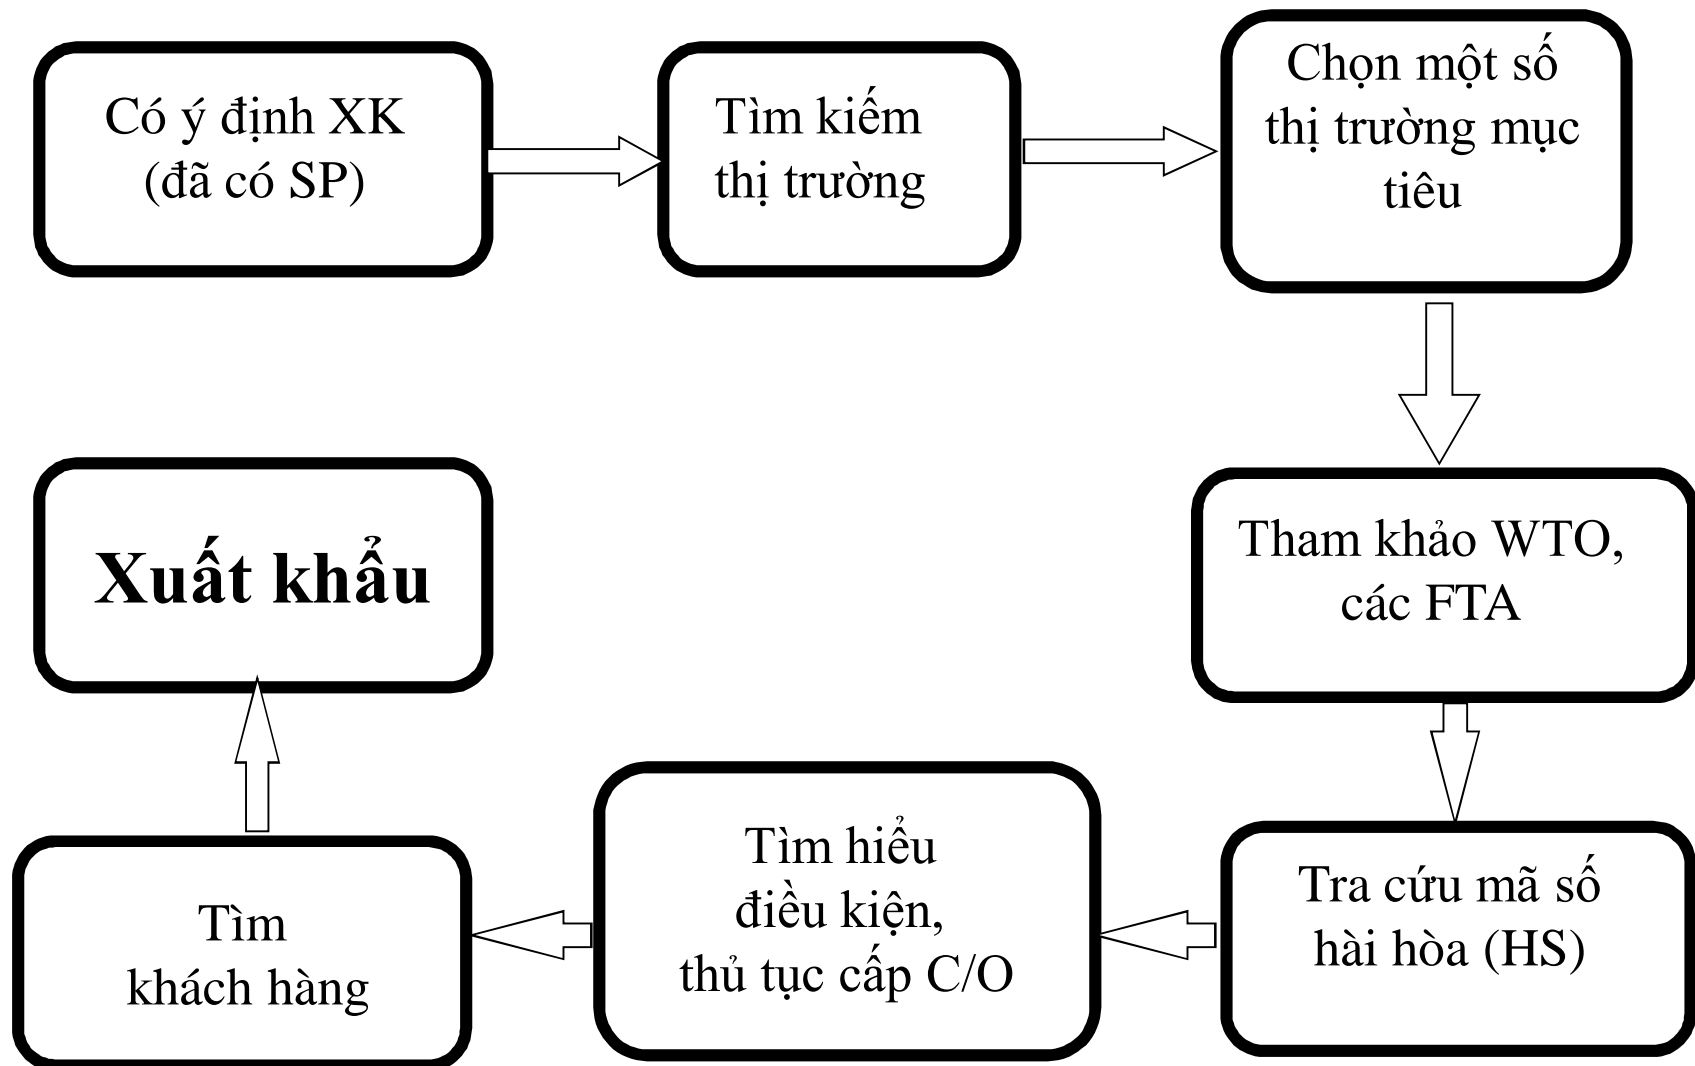 Có ý định XK
(đã có SP)
Tìm kiếm
thị trường
Chọn một số
thị trường mục
tiêu
Tham khảo WTO,
các FTA
Tra cứu mã số
hài hòa (HS)
Tìm hiểu
điều kiện,
thủ tục cấp C/O
Tìm
khách hàng
Xuất khẩu